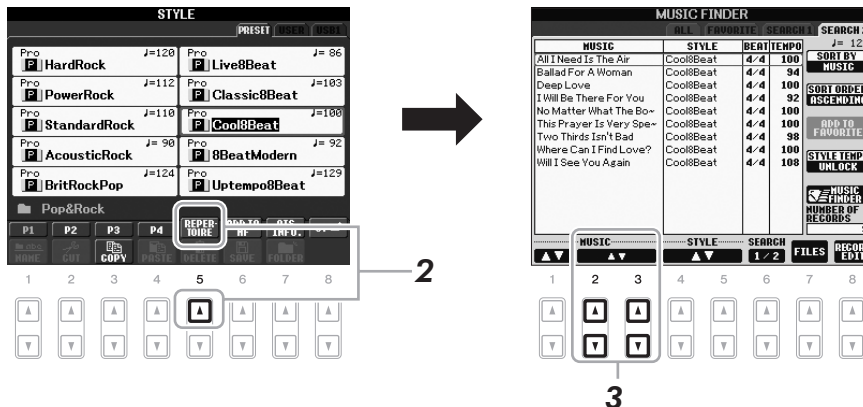 STYLE
PRESET USER USB1
Pro ♩=120 Pro ♩= 86
P HardRock P Live8Beat
Pro ♩=112 Pro ♩=103
P PowerRock P Classic8Beat
Pro ♩=110 Pro ♩=100
P StandardRock P Cool8Beat
Pro ♩= 90 Pro ♩= 92
P AcousticRock P 8BeatModern
Pro ♩=124 Pro ♩=129
P BritRockPop P Uptempo8Beat
Pop&Rock
P1 P2 P3 P4 REPER-TOIRE ADD TO MF OTS INFO.
NAME CUT COPY PASTE DELETE SAVE FOLDER
1 2 3 4 5 6 7 8
2
MUSIC FINDER
ALL FAVORITE SEARCH 1 SEARCH
MUSIC STYLE BEAT TEMPO
All I Need Is The Air Cool8Beat 4/4 100
Ballad For A Woman Cool8Beat 4/4 94
Deep Love Cool8Beat 4/4 100
I Will Be There For You Cool8Beat 4/4 92
No Matter What The Bo~ Cool8Beat 4/4 100
This Prayer Is Very Spe~ Cool8Beat 4/4 100
Two Thirds Isn't Bad Cool8Beat 4/4 98
Where Can I Find Love? Cool8Beat 4/4 100
Will I See You Again Cool8Beat 4/4 108
♩= 12
SORT BY
MUSIC
SORT ORDER
ASCENDING
ADD TO
FAVORITE
STYLE TEMP
UNLOCK
MUSIC
FINDER
NUMBER OF
RECORDS
MUSIC STYLE SEARCH
1/2 FILES RECOR
EDIT
1 2 3 4 5 6 7 8
3